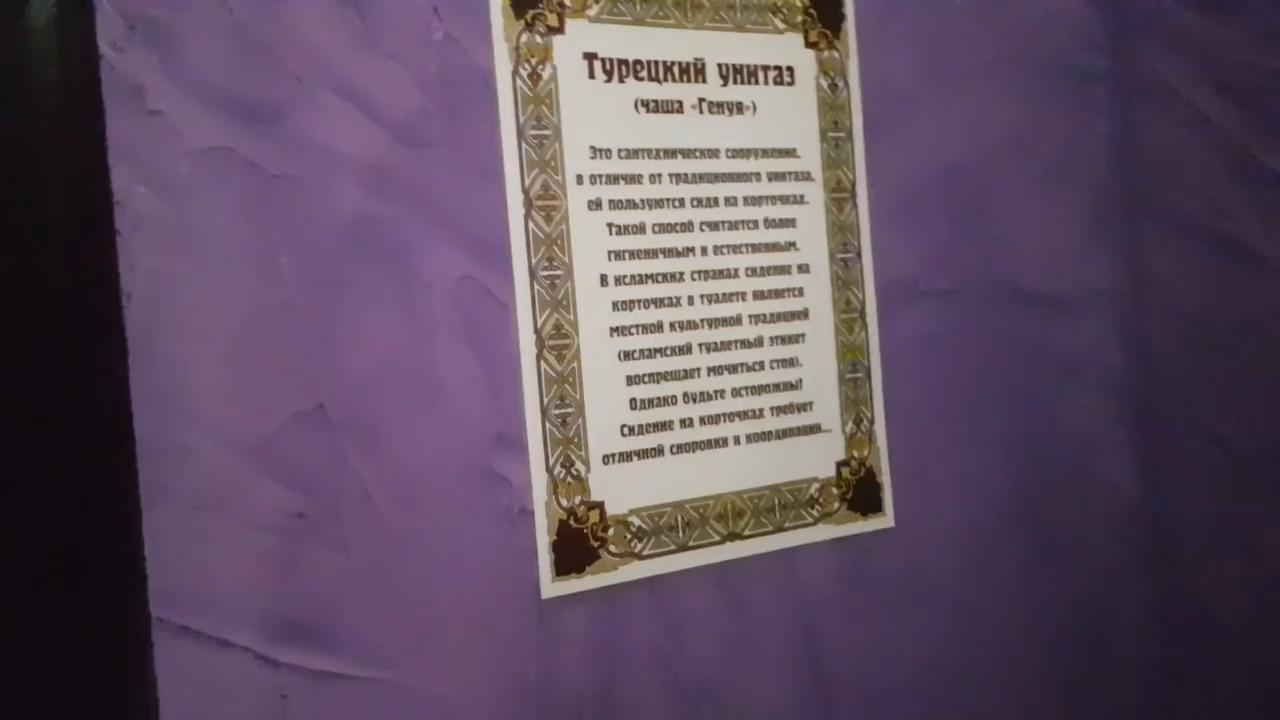 Турецкий унитаз
(чаша «Генуя»)
Это сантехническое сооружение,
в отличие от традиционного унитаза,
ей пользуются сидя на корточках.
Такой способ считается более
гигиеничным и естественным.
В исламских странах сидение на
корточках в туалете является
местной культурной традицией
(исламский туалетный этикет
воспрещает мочиться стоя).
Однако будьте осторожны!
Сидение на корточках требует
отличной сноровки и координации...